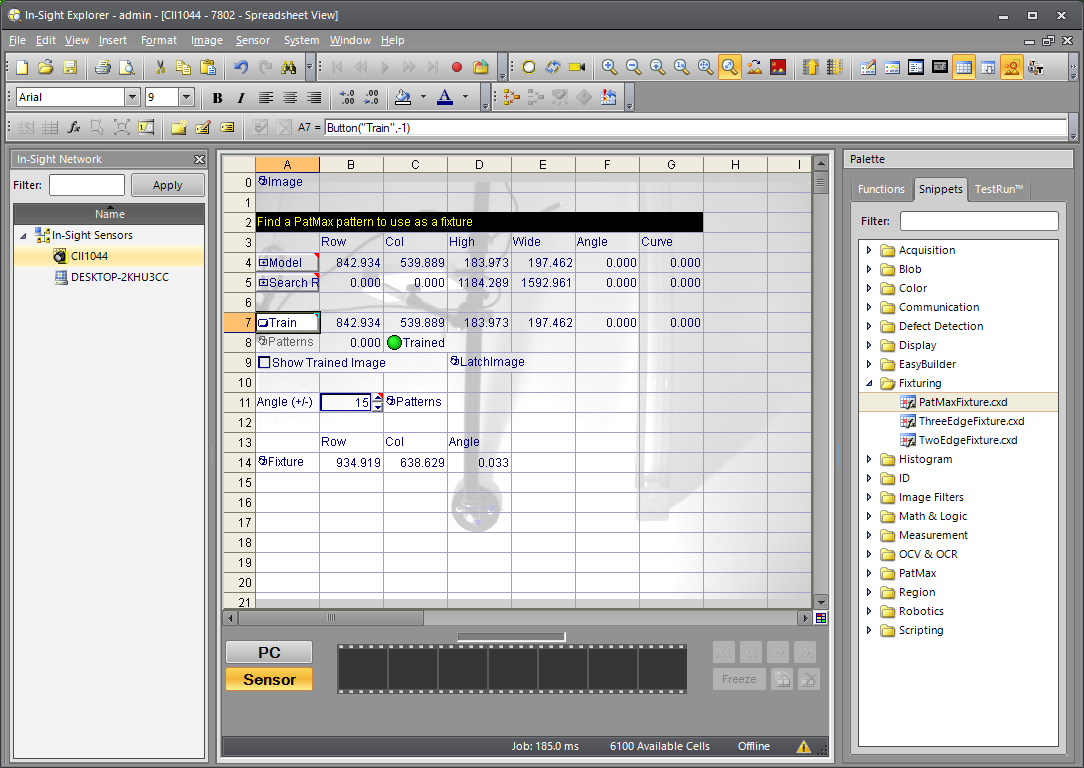 In-Sight Explorer - admin - [CII1044 - 7802 - Spreadsheet View]
File Edit View Insert Format Image Sensor System Window Help
Arial 9 B I A
fx A7 = Button("Train",-1)
In-Sight Network
Filter: Apply
Name
In-Sight Sensors
CII1044
DESKTOP-2KHU3CC
A B C D E F G H I
0 Image
1
2 Find a PatMax pattern to use as a fixture
3 Row Col High Wide Angle Curve
4 Model 842.934 539.889 183.973 197.462 0.000 0.000
5 Search R 0.000 0.000 1184.289 1592.961 0.000 0.000
6
7 Train 842.934 539.889 183.973 197.462 0.000 0.000
8 Patterns 0.000 Trained
9 Show Trained Image LatchImage
10
11 Angle (+/-) 15 Patterns
12
13 Row Col Angle
14 Fixture 934.919 638.629 0.033
15
16
17
18
19
20
21
PC
Sensor
Freeze
Job: 185.0 ms 6100 Available Cells Offline
Palette
Functions Snippets TestRun™
Filter:
Acquisition
Blob
Color
Communication
Defect Detection
Display
EasyBuilder
Fixturing
PatMaxFixture.cxd
ThreeEdgeFixture.cxd
TwoEdgeFixture.cxd
Histogram
ID
Image Filters
Math & Logic
Measurement
OCV & OCR
PatMax
Region
Robotics
Scripting